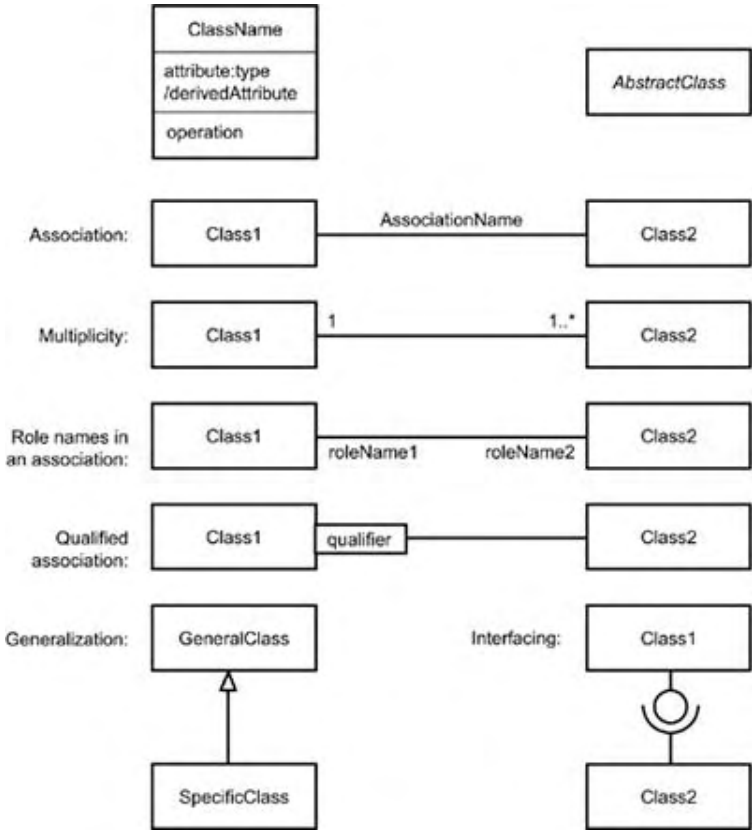 ClassName
attribute:type
/derivedAttribute
operation
AbstractClass
Association:
Class1
AssociationName
Class2
Multiplicity:
Class1
1
1..*
Class2
Role names in
an association:
Class1
roleName1
roleName2
Class2
Qualified
association:
Class1
qualifier
Class2
Generalization:
GeneralClass
SpecificClass
Interfacing:
Class1
Class2